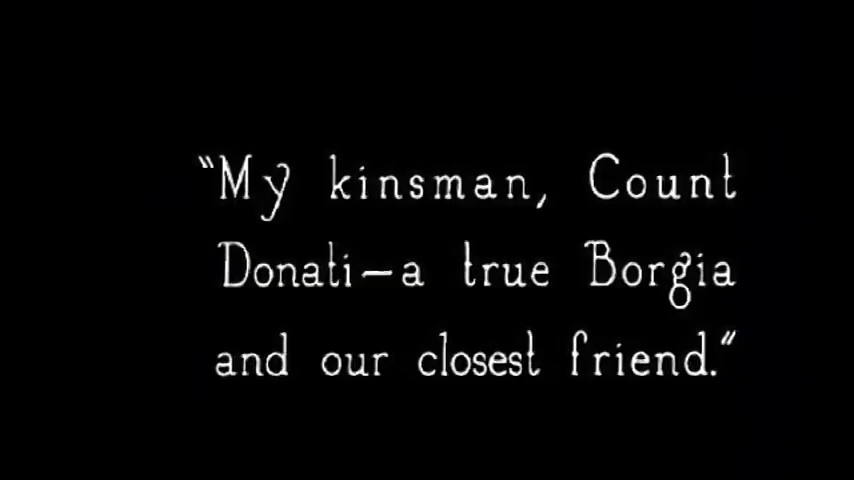 "My kinsman, Count
Donati—a true Borgia
and our closest friend."